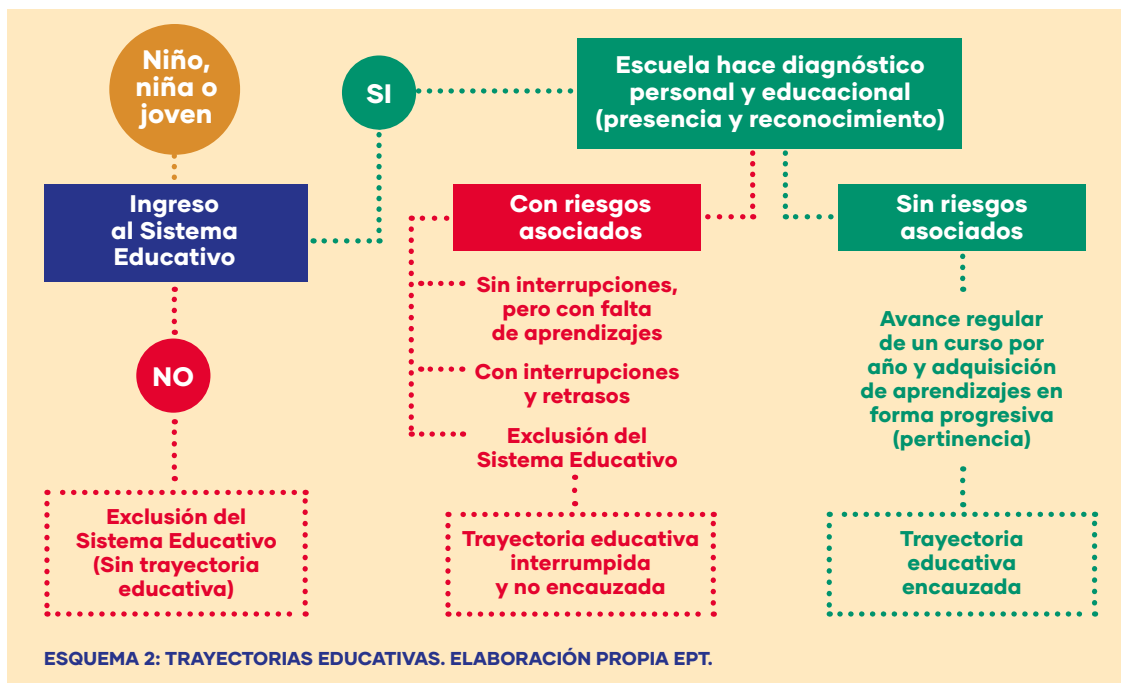 Niño,
niña o
joven
SI
Escuela hace diagnóstico
personal y educacional
(presencia y reconocimiento)
Ingreso
al Sistema
Educativo
Con riesgos
asociados
Sin riesgos
asociados
Sin interrupciones,
pero con falta
de aprendizajes
Con interrupciones
y retrasos
Exclusión del
Sistema Educativo
Avance regular
de un curso por
año y adquisición
de aprendizajes en
forma progresiva
(pertinencia)
NO
Exclusión del
Sistema Educativo
(Sin trayectoria
educativa)
Trayectoria educativa
interrumpida
y no encauzada
Trayectoria
educativa
encauzada
ESQUEMA 2: TRAYECTORIAS EDUCATIVAS. ELABORACIÓN PROPIA EPT.